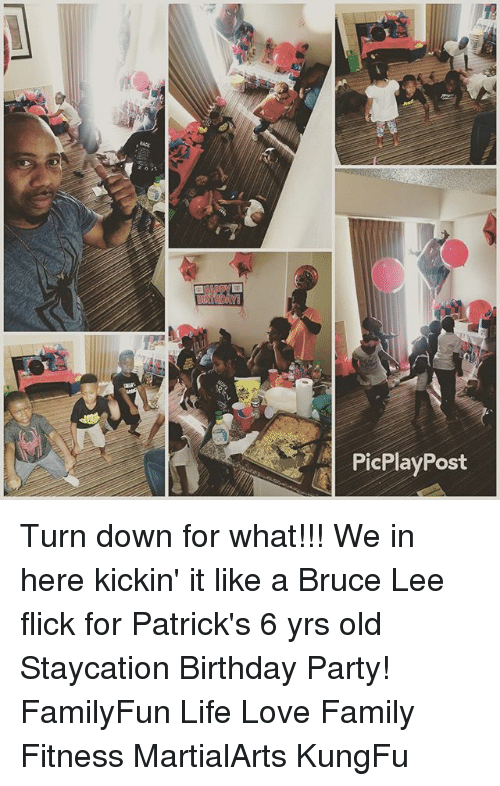 HAPPY
BIRTHDAY!
PicPlayPost
Turn down for what!!! We in
here kickin' it like a Bruce Lee
flick for Patrick's 6 yrs old
Staycation Birthday Party!
FamilyFun Life Love Family
Fitness MartialArts KungFu